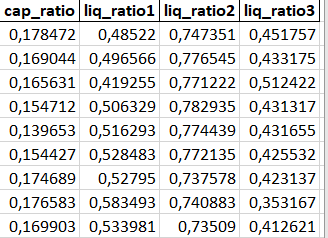 cap_ratio liq_ratio1 liq_ratio2 liq_ratio3
0,178472 0,48522 0,747351 0,451757
0,169044 0,496566 0,776545 0,433175
0,165631 0,419255 0,771222 0,512422
0,154712 0,506329 0,782935 0,431317
0,139653 0,516293 0,774439 0,431655
0,154427 0,528483 0,772135 0,425532
0,174689 0,52795 0,737578 0,423137
0,176583 0,583493 0,740883 0,353167
0,169903 0,533981 0,73509 0,412621